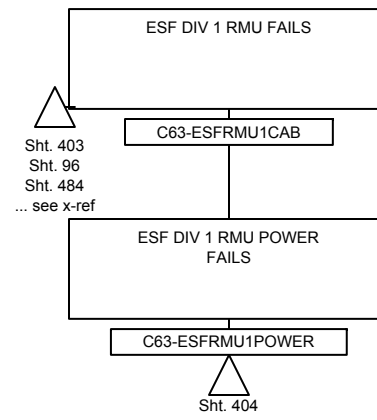 ESF DIV 1 RMU FAILS
C63-ESFRMU1CAB
Sht. 403
Sht. 96
Sht. 484
... see x-ref
ESF DIV 1 RMU POWER
FAILS
C63-ESFRMU1POWER
Sht. 404